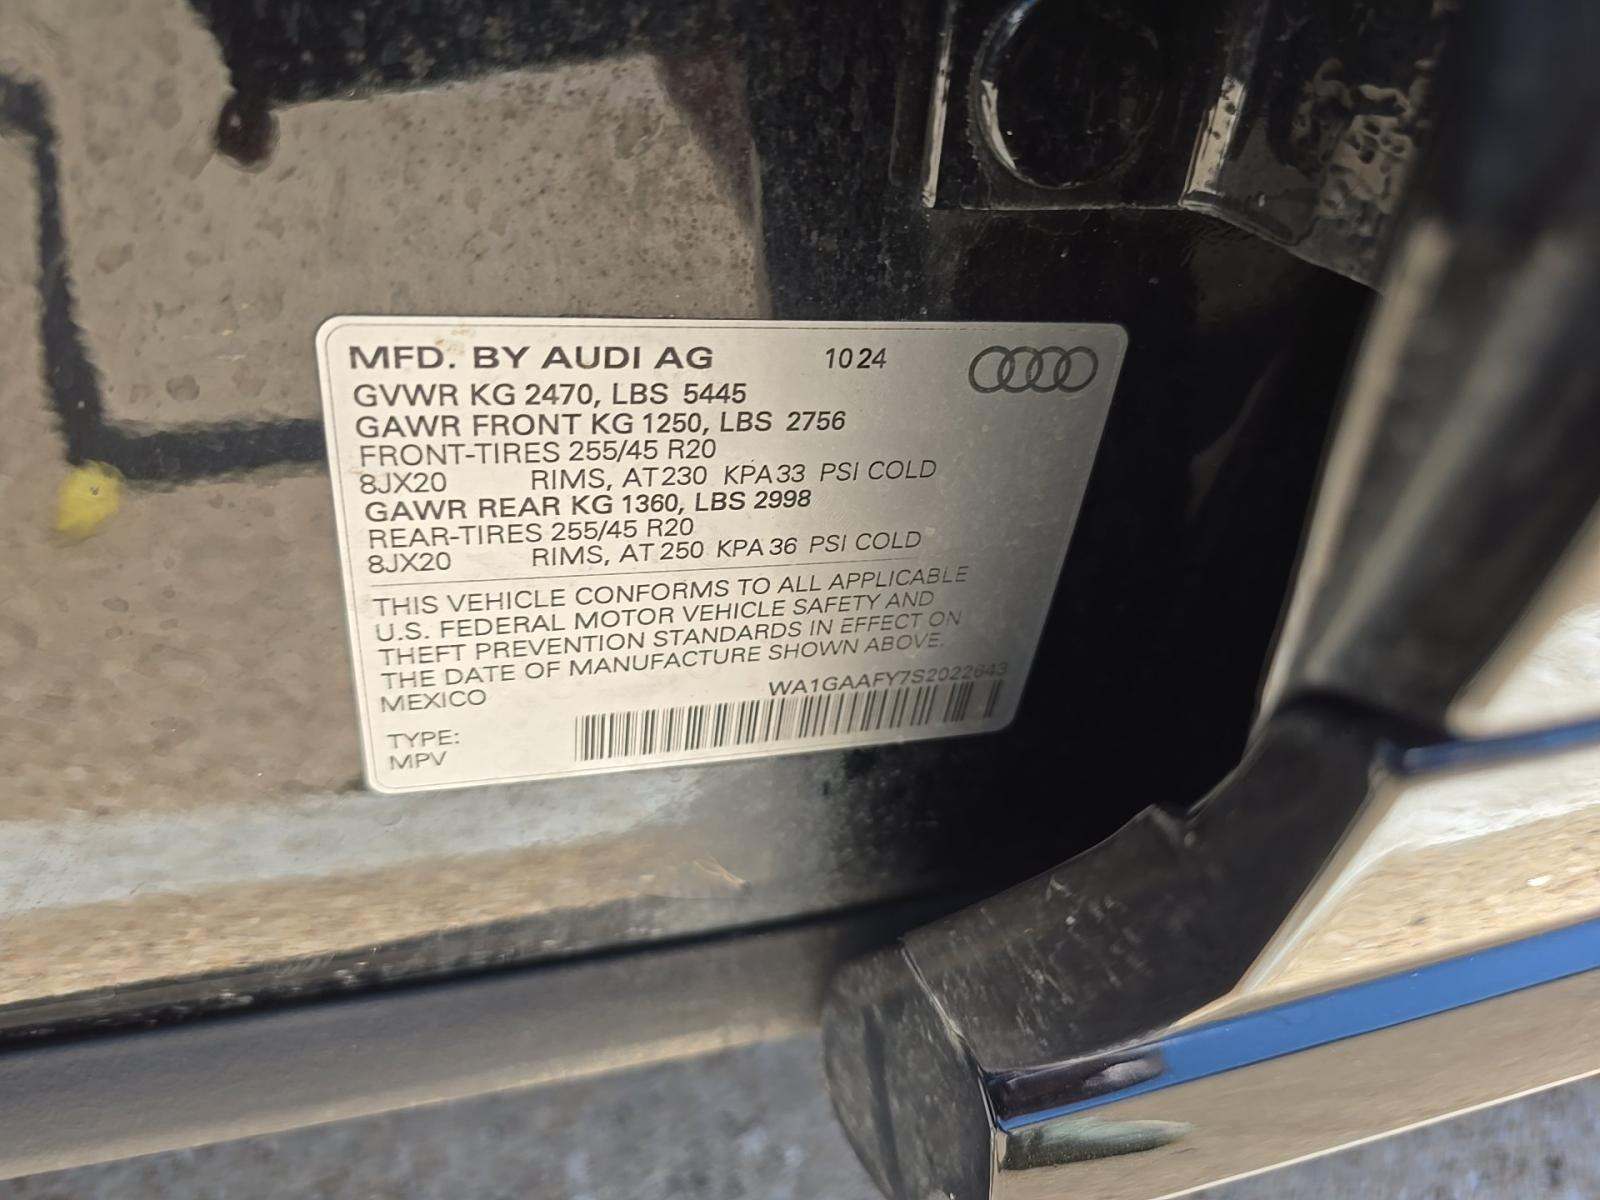 MFD. BY AUDI AG 1024
GVWR KG 2470, LBS 5445
GAWR FRONT KG 1250, LBS 2756
FRONT-TIRES 255/45 R20
8JX20 RIMS, AT 230 KPA 33 PSI COLD
GAWR REAR KG 1360, LBS 2998
REAR-TIRES 255/45 R20
8JX20 RIMS, AT 250 KPA 36 PSI COLD
THIS VEHICLE CONFORMS TO ALL APPLICABLE
U.S. FEDERAL MOTOR VEHICLE SAFETY AND
THEFT PREVENTION STANDARDS IN EFFECT ON
THE DATE OF MANUFACTURE SHOWN ABOVE.
MEXICO WA1GAAFY7S2022643
TYPE:
MPV